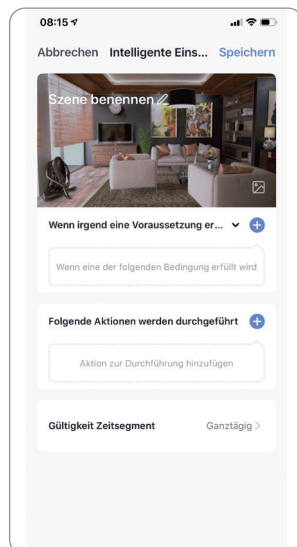 08:15
Abbrechen Intelligente Eins... Speichern
Szene benennen
Wenn irgend eine Voraussetzung er...
Wenn eine der folgenden Bedingung erfüllt wird
Folgende Aktionen werden durchgeführt
Aktion zur Durchführung hinzufügen
Gültigkeit Zeitsegment Ganztägig